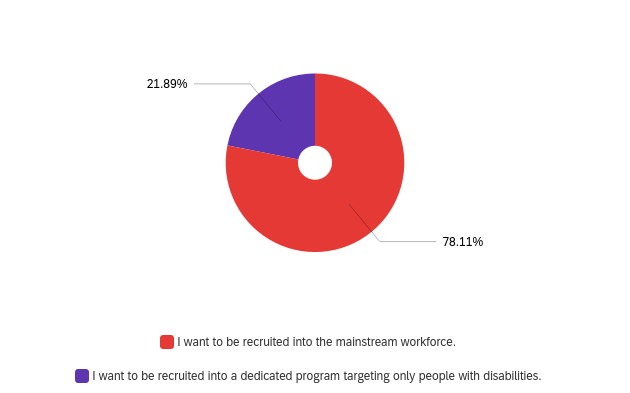 21.89%
78.11%
I want to be recruited into the mainstream workforce.
I want to be recruited into a dedicated program targeting only people with disabilities.